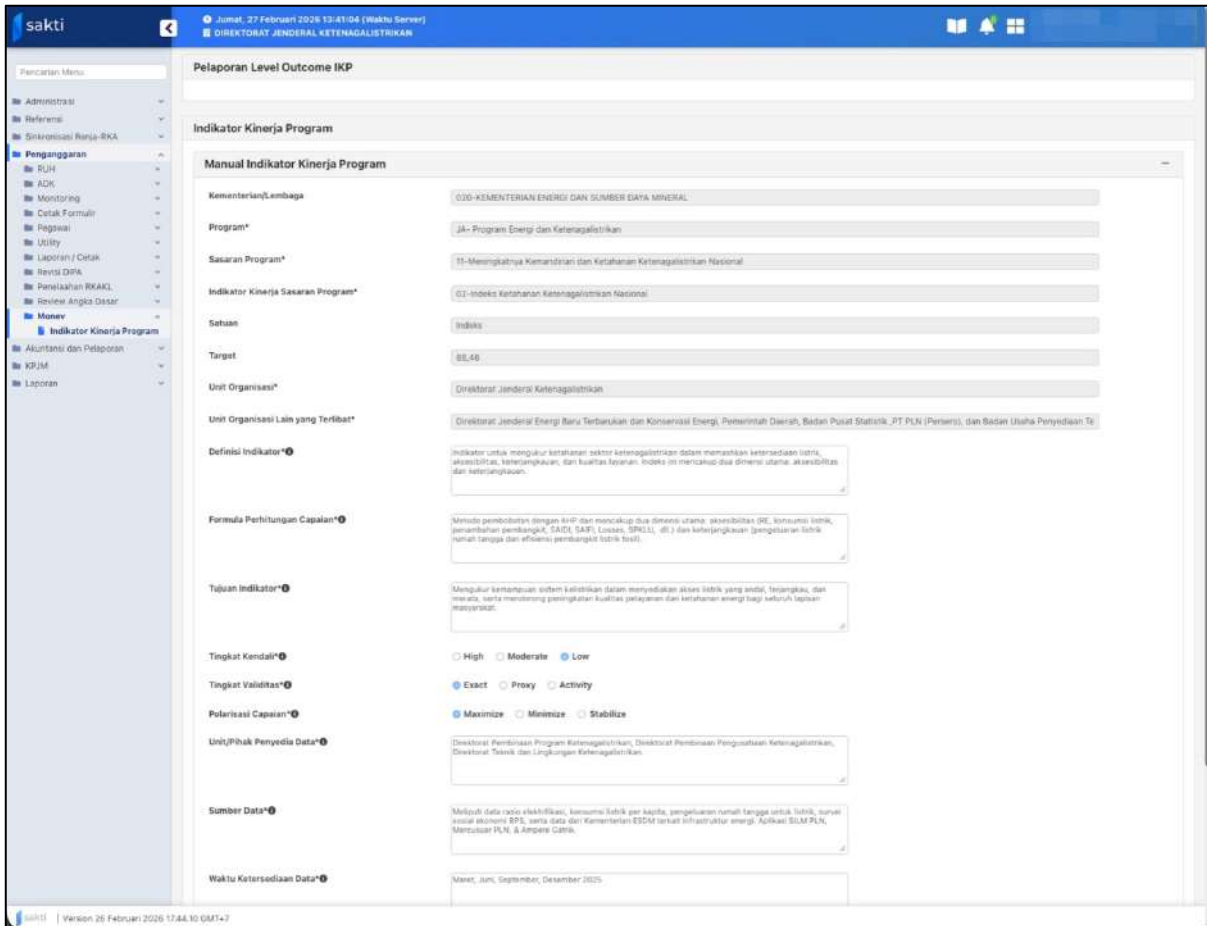 sakti
Jumat, 27 Februari 2026 13:41:04 (Waktu Server)
DIREKTORAT JENDERAL KETENAGALISTRIKAN
Pencarian Menu
Administrasi
Referensi
Sinkronisasi Renja-RKA
Penganggaran
RUH
ADK
Monitoring
Cetak Formulir
Pegawai
Utility
Laporan / Cetak
Revisi DIPA
Penelaahan RKAKL
Review Angka Dasar
Monev
Indikator Kinerja Program
Akuntansi dan Pelaporan
KPJM
Laporan
Pelaporan Level Outcome IKP
Indikator Kinerja Program
Manual Indikator Kinerja Program
Kementerian/Lembaga
020-KEMENTERIAN ENERGI DAN SUMBER DAYA MINERAL
Program*
JA- Program Energi dan Ketenagalistrikan
Sasaran Program*
11-Meningkatnya Kemandirian dan Ketahanan Ketenagalistrikan Nasional
Indikator Kinerja Sasaran Program*
02-Indeks Ketahanan Ketenagalistrikan Nasional
Satuan
Indeks
Target
Unit Organisasi*
Direktorat Jenderal Ketenagalistrikan
Unit Organisasi Lain yang Terlibat*
Direktorat Jenderal Energi Baru Terbarukan dan Konservasi Energi, Pemerintah Daerah, Badan Pusat Statistik ,PT PLN (Persero), dan Badan Usaha Penyediaan Te
Definisi Indikator*
Indikator untuk mengukur ketahanan sektor ketenagalistrikan dalam memastikan ketersediaan listrik,
aksesibilitas, keterjangkauan, dan kualitas layanan. Indeks ini mencakup dua dimensi utama: aksesibilitas
dan keterjangkauan.
Formula Perhitungan Capaian*
Metode pembobotan dengan AHP dan mencakup dua dimensi utama: aksesibilitas (RE, konsumsi listrik,
penambahan pembangkit, SAIDI, SAIFI, Losses, SPKLU, dll.) dan keterjangkauan (pengeluaran listrik
rumah tangga dan efisiensi pembangkit listrik fosil).
Tujuan Indikator*
Mengukur kemampuan sistem kelistrikan dalam menyediakan akses listrik yang andal, terjangkau, dan
merata, serta mendorong peningkatan kualitas pelayanan dan ketahanan energi bagi seluruh lapisan
masyarakat.
Tingkat Kendali*
High Moderate Low
Tingkat Validitas*
Exact Proxy Activity
Polarisasi Capaian*
Maximize Minimize Stabilize
Unit/Pihak Penyedia Data*
Direktorat Pembinaan Program Ketenagalistrikan, Direktorat Pembinaan Pengusahaan Ketenagalistrikan,
Direktorat Teknik dan Lingkungan Ketenagalistrikan
Sumber Data*
Meliputi data rasio elektrifikasi, konsumsi listrik per kapita, pengeluaran rumah tangga untuk listrik, survei
sosial ekonomi BPS, serta data dari Kementerian ESDM terkait infrastruktur energi. Aplikasi SILM PLN,
Mercusuar PLN, & Ampere Gatrik.
Waktu Ketersediaan Data*
Maret, Juni, September, Desember 2025
sakti | Version 26 Februari 2026 17.44.10 GMT+7